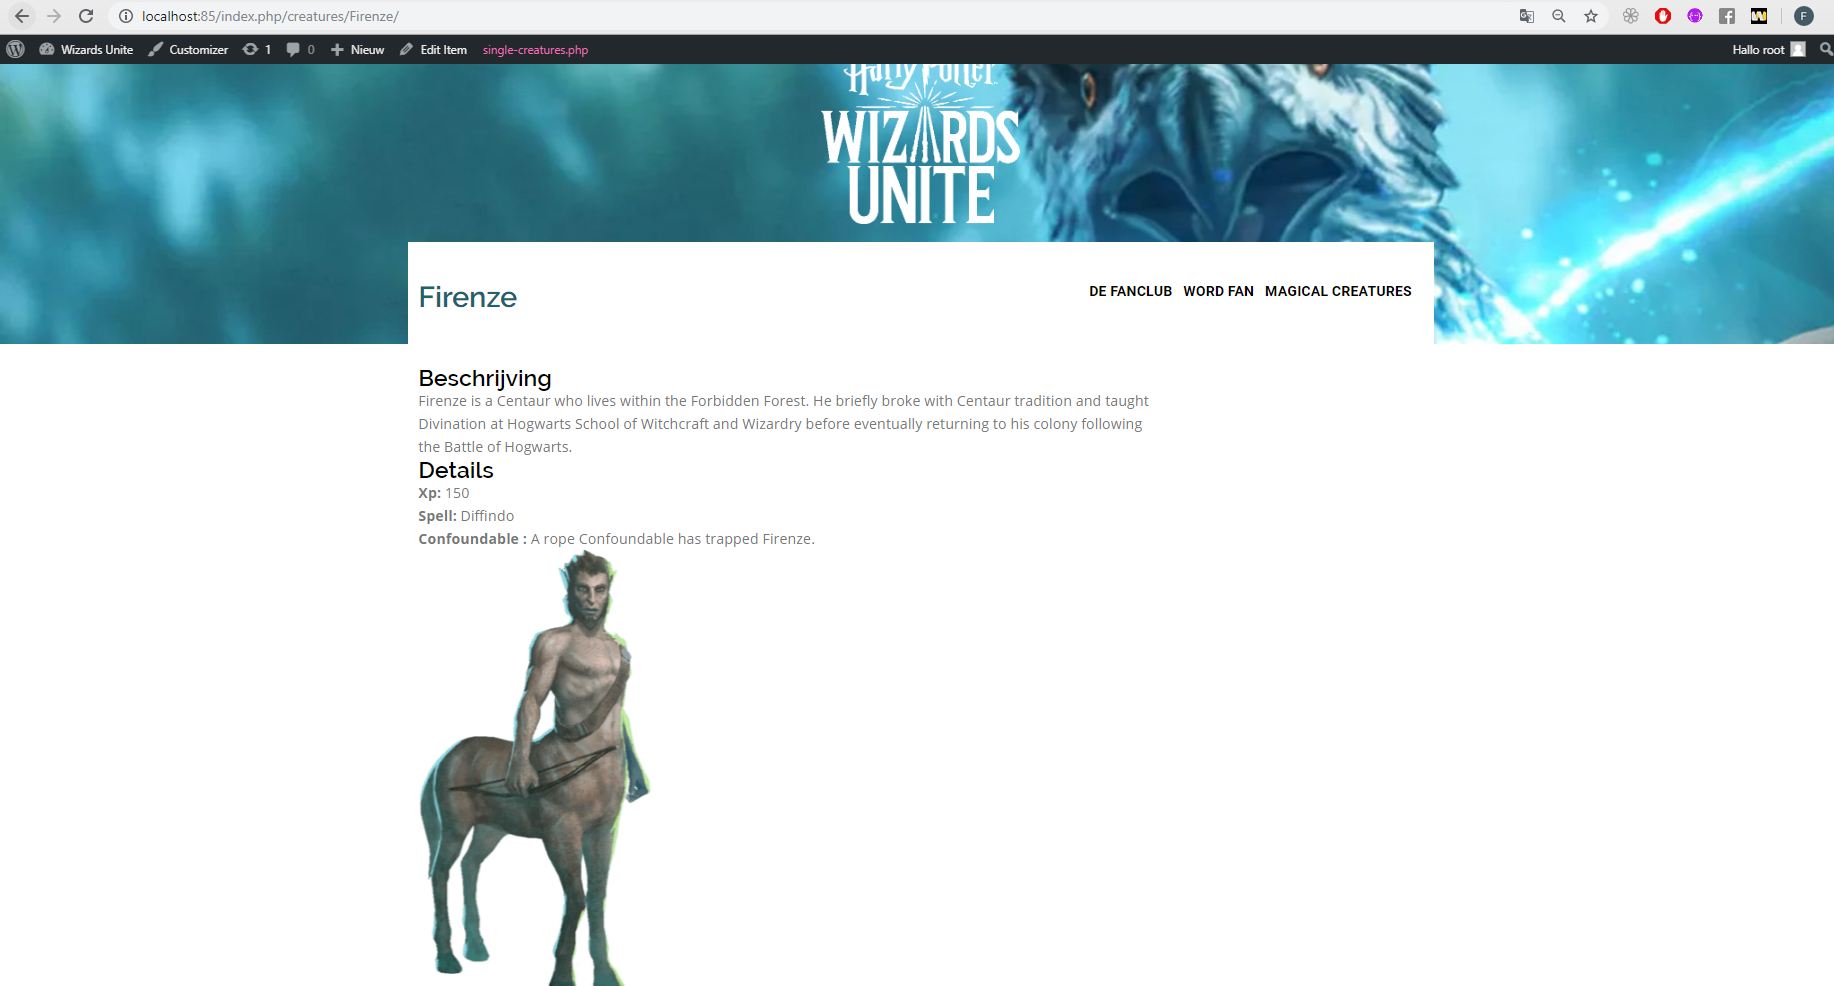 localhost:85/index.php/creatures/Firenze/
F
Wizards Unite Customizer 1 0 Nieuw Edit Item single-creatures.php Hallo root
Harry Potter
WIZARDS
UNITE
Firenze
DE FANCLUB WORD FAN MAGICAL CREATURES
Beschrijving
Firenze is a Centaur who lives within the Forbidden Forest. He briefly broke with Centaur tradition and taught
Divination at Hogwarts School of Witchcraft and Wizardry before eventually returning to his colony following
the Battle of Hogwarts.
Details
Xp: 150
Spell: Diffindo
Confoundable : A rope Confoundable has trapped Firenze.